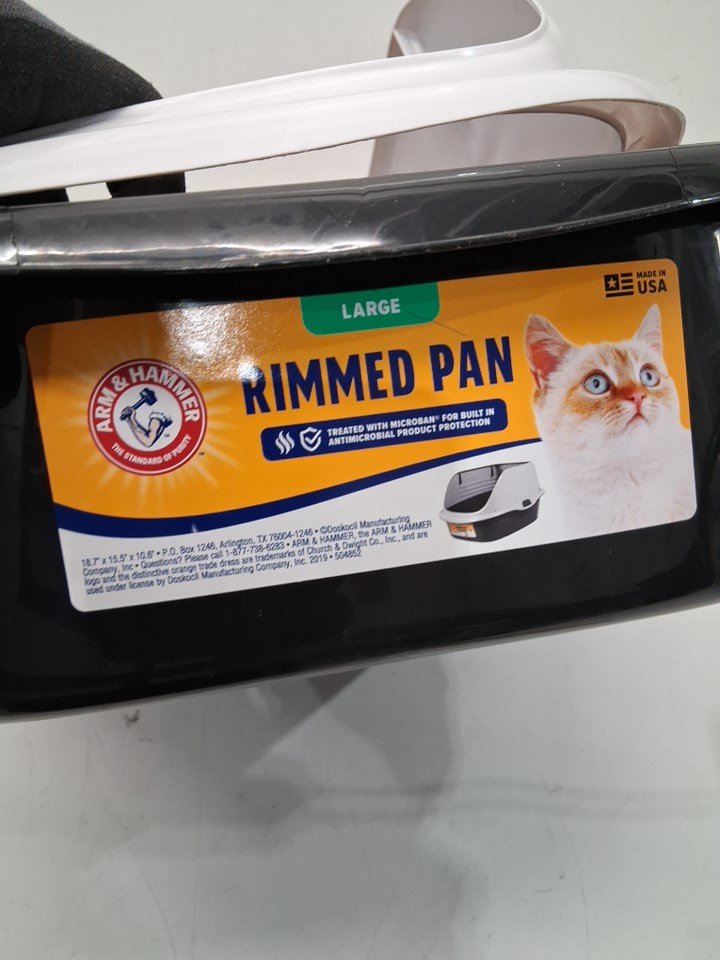 LARGE
MADE IN
USA
ARM & HAMMER
THE STANDARD OF PURITY
RIMMED PAN
TREATED WITH MICROBAN® FOR BUILT IN
ANTIMICROBIAL PRODUCT PROTECTION
18.7" x 15.5" x 10.6" • P.O. Box 1246, Arlington, TX 76004-1246 • ©Doskocil Manufacturing
Company, Inc • Questions? Please call 1-877-738-6283 • ARM & HAMMER, the ARM & HAMMER
logo and the distinctive orange trade dress are trademarks of Church & Dwight Co., Inc., and are
used under license by Doskocil Manufacturing Company, Inc. 2019 • 504852